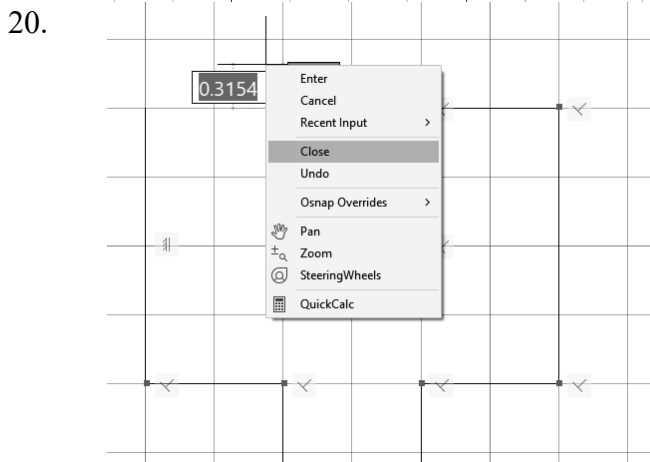 20.
0.3154
Enter
Cancel
Recent Input
Close
Undo
Osnap Overrides
Pan
Zoom
SteeringWheels
QuickCalc